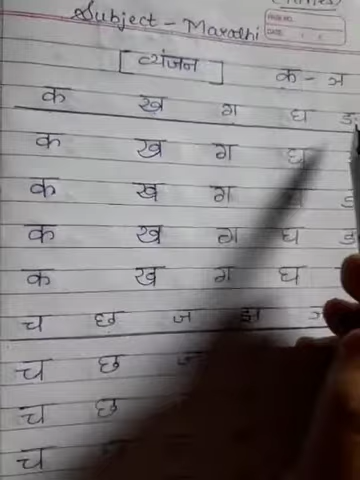 Subject - Marathi
व्यंजन
क - ञ
क ख ग घ ङ
क ख ग घ
क ख ग
क ख ग घ ङ
क ख ग घ
च छ ज झ ञ
च छ ज
च छ
च